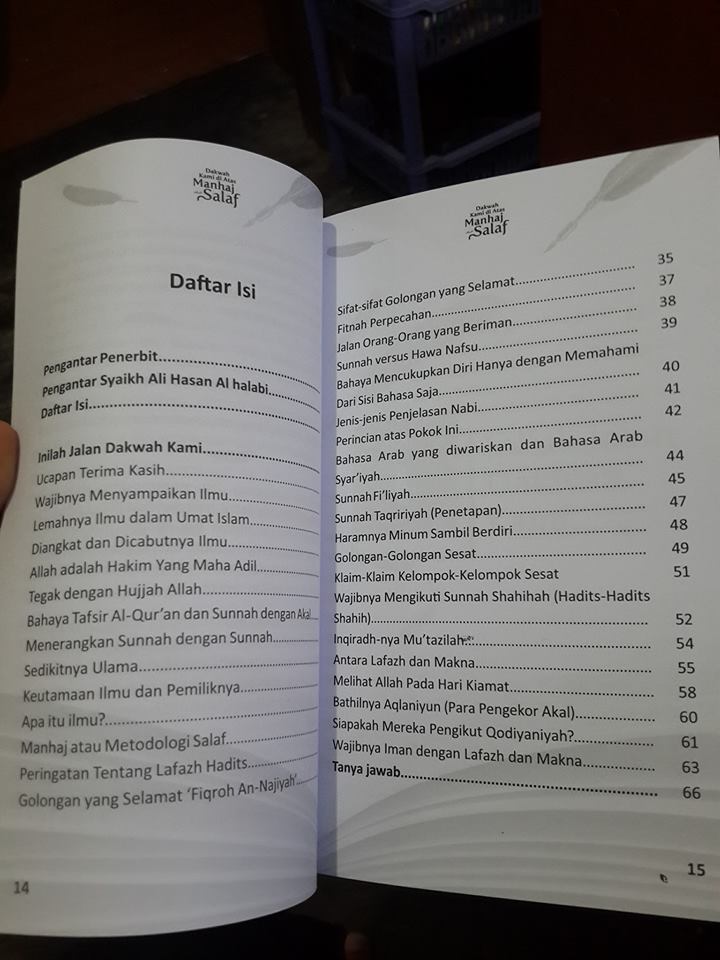 Dakwah
Kami di Atas
Manhaj
Salaf
Daftar Isi
Pengantar Penerbit
Pengantar Syaikh Ali Hasan Al halabi
Daftar Isi
Inilah Jalan Dakwah Kami
Ucapan Terima Kasih
Wajibnya Menyampaikan Ilmu
Lemahnya Ilmu dalam Umat Islam
Diangkat dan Dicabutnya Ilmu
Allah adalah Hakim Yang Maha Adil
Tegak dengan Hujjah Allah
Bahaya Tafsir Al-Qur'an dan Sunnah dengan Akal
Menerangkan Sunnah dengan Sunnah
Sedikitnya Ulama
Keutamaan Ilmu dan Pemiliknya
Apa itu ilmu?
Manhaj atau Metodologi Salaf
Peringatan Tentang Lafazh Hadits
Golongan yang Selamat 'Fiqroh An-Najiyah'
14
Dakwah
Kami di Atas
Manhaj
Salaf
Sifat-sifat Golongan yang Selamat 35
Fitnah Perpecahan 37
Jalan Orang-Orang yang Beriman 38
Sunnah versus Hawa Nafsu 39
Bahaya Mencukupkan Diri Hanya dengan Memahami
Dari Sisi Bahasa Saja 40
Jenis-jenis Penjelasan Nabi 41
Perincian atas Pokok Ini 42
Bahasa Arab yang diwariskan dan Bahasa Arab
Syar'iyah 44
Sunnah Fi'liyah 45
Sunnah Taqririyah (Penetapan) 47
Haramnya Minum Sambil Berdiri 48
Golongan-Golongan Sesat 49
Klaim-Klaim Kelompok-Kelompok Sesat 51
Wajibnya Mengikuti Sunnah Shahihah (Hadits-Hadits
Shahih) 52
Inqiradh-nya Mu'tazilah 54
Antara Lafazh dan Makna 55
Melihat Allah Pada Hari Kiamat 58
Bathilnya Aqlaniyun (Para Pengekor Akal) 60
Siapakah Mereka Pengikut Qodiyaniyah? 61
Wajibnya Iman dengan Lafazh dan Makna 63
Tanya jawab 66
15